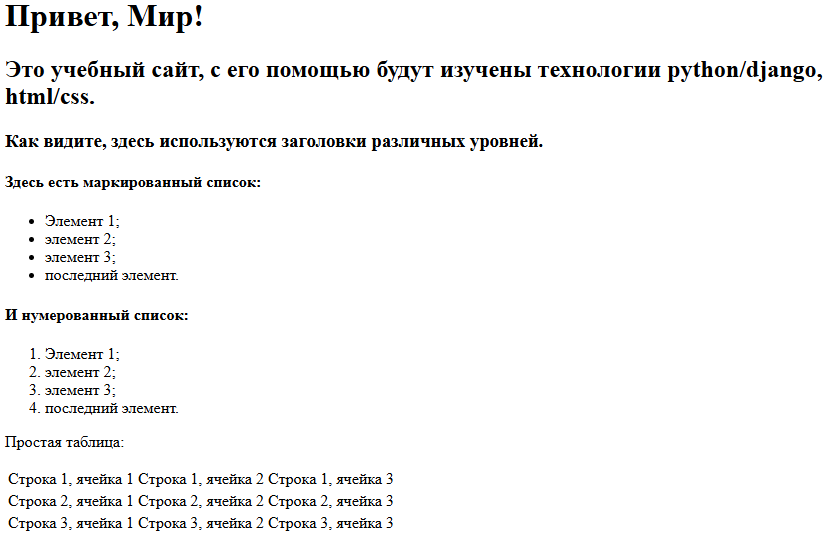 Привет, Мир!
Это учебный сайт, с его помощью будут изучены технологии python/django,
html/css.
Как видите, здесь используются заголовки различных уровней.
Здесь есть маркированный список:
• Элемент 1;
• элемент 2;
• элемент 3;
• последний элемент.
И нумерованный список:
1. Элемент 1;
2. элемент 2;
3. элемент 3;
4. последний элемент.
Простая таблица:
Строка 1, ячейка 1 Строка 1, ячейка 2 Строка 1, ячейка 3
Строка 2, ячейка 1 Строка 2, ячейка 2 Строка 2, ячейка 3
Строка 3, ячейка 1 Строка 3, ячейка 2 Строка 3, ячейка 3